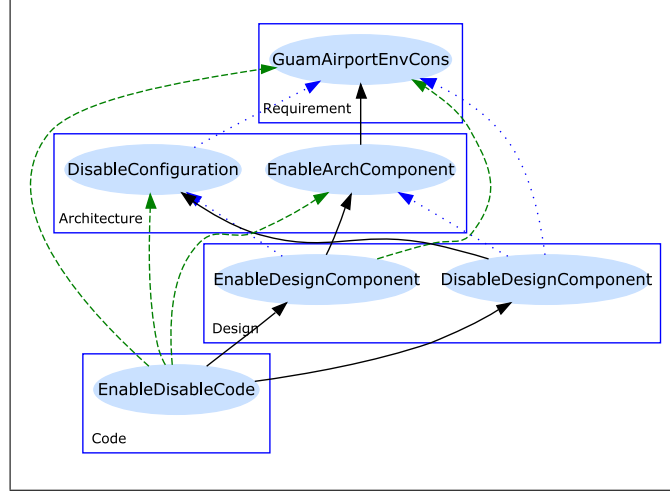 GuamAirportEnvCons
Requirement
DisableConfiguration
EnableArchComponent
Architecture
EnableDesignComponent
DisableDesignComponent
Design
EnableDisableCode
Code